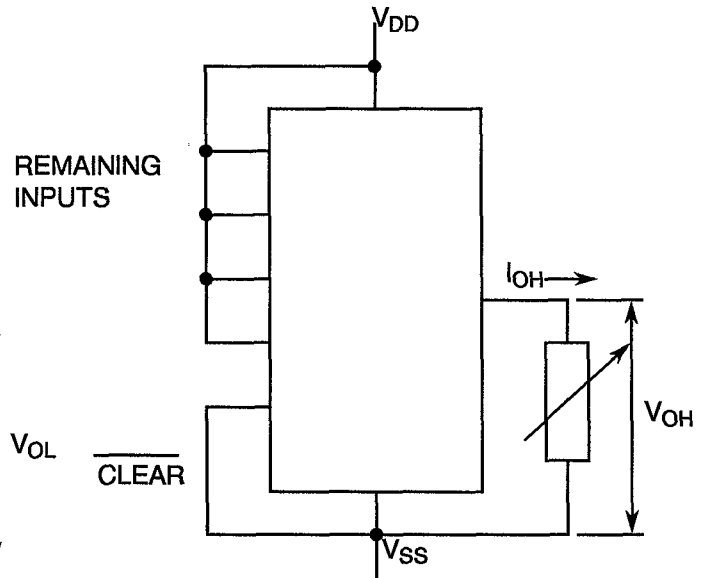 VDD
REMAINING
INPUTS
IOH
VOH
VOL
CLEAR
VSS